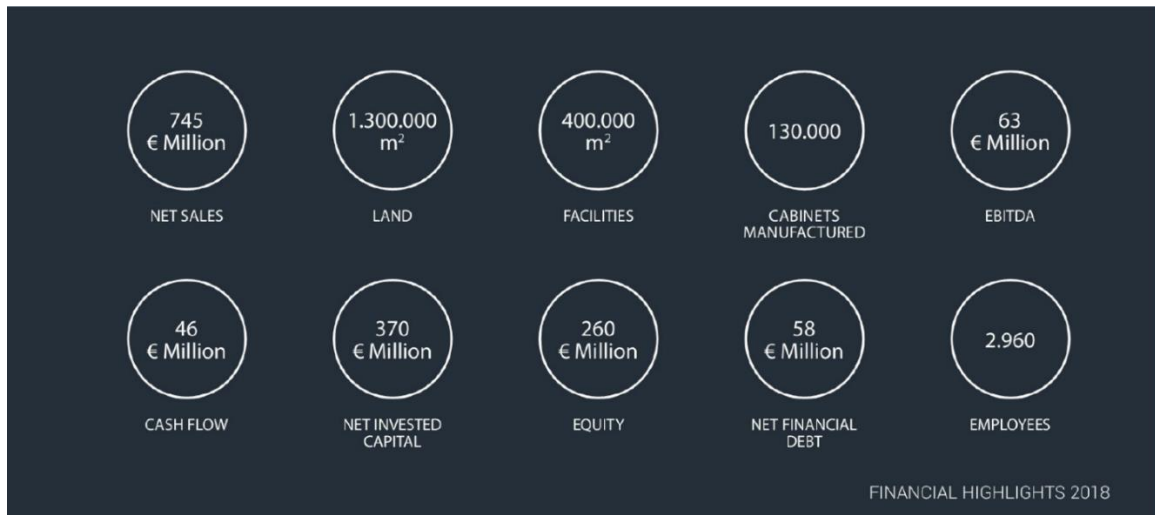 745
€ Million
NET SALES
1.300.000
m²
LAND
400.000
m²
FACILITIES
130.000
CABINETS
MANUFACTURED
63
€ Million
EBITDA
46
€ Million
CASH FLOW
370
€ Million
NET INVESTED
CAPITAL
260
€ Million
EQUITY
58
€ Million
NET FINANCIAL
DEBT
2.960
EMPLOYEES
FINANCIAL HIGHLIGHTS 2018